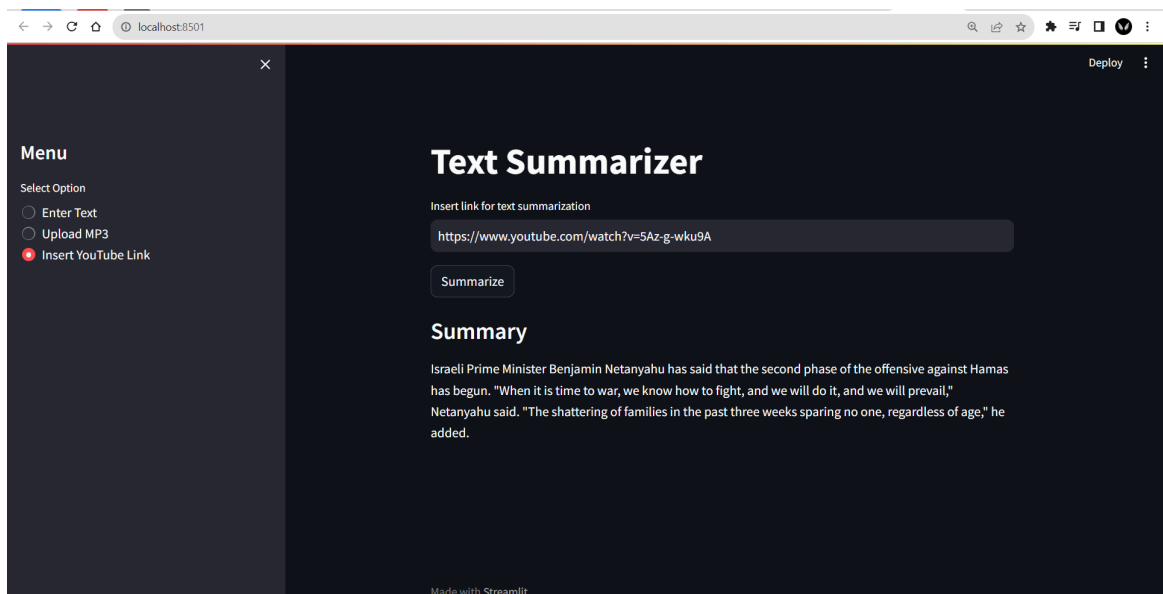 localhost:8501
Deploy
Menu
Select Option
Enter Text
Upload MP3
Insert YouTube Link
Text Summarizer
Insert link for text summarization
https://www.youtube.com/watch?v=5Az-g-wku9A
Summarize
Summary
Israeli Prime Minister Benjamin Netanyahu has said that the second phase of the offensive against Hamas
has begun. "When it is time to war, we know how to fight, and we will do it, and we will prevail,"
Netanyahu said. "The shattering of families in the past three weeks sparing no one, regardless of age," he
added.
Made with Streamlit